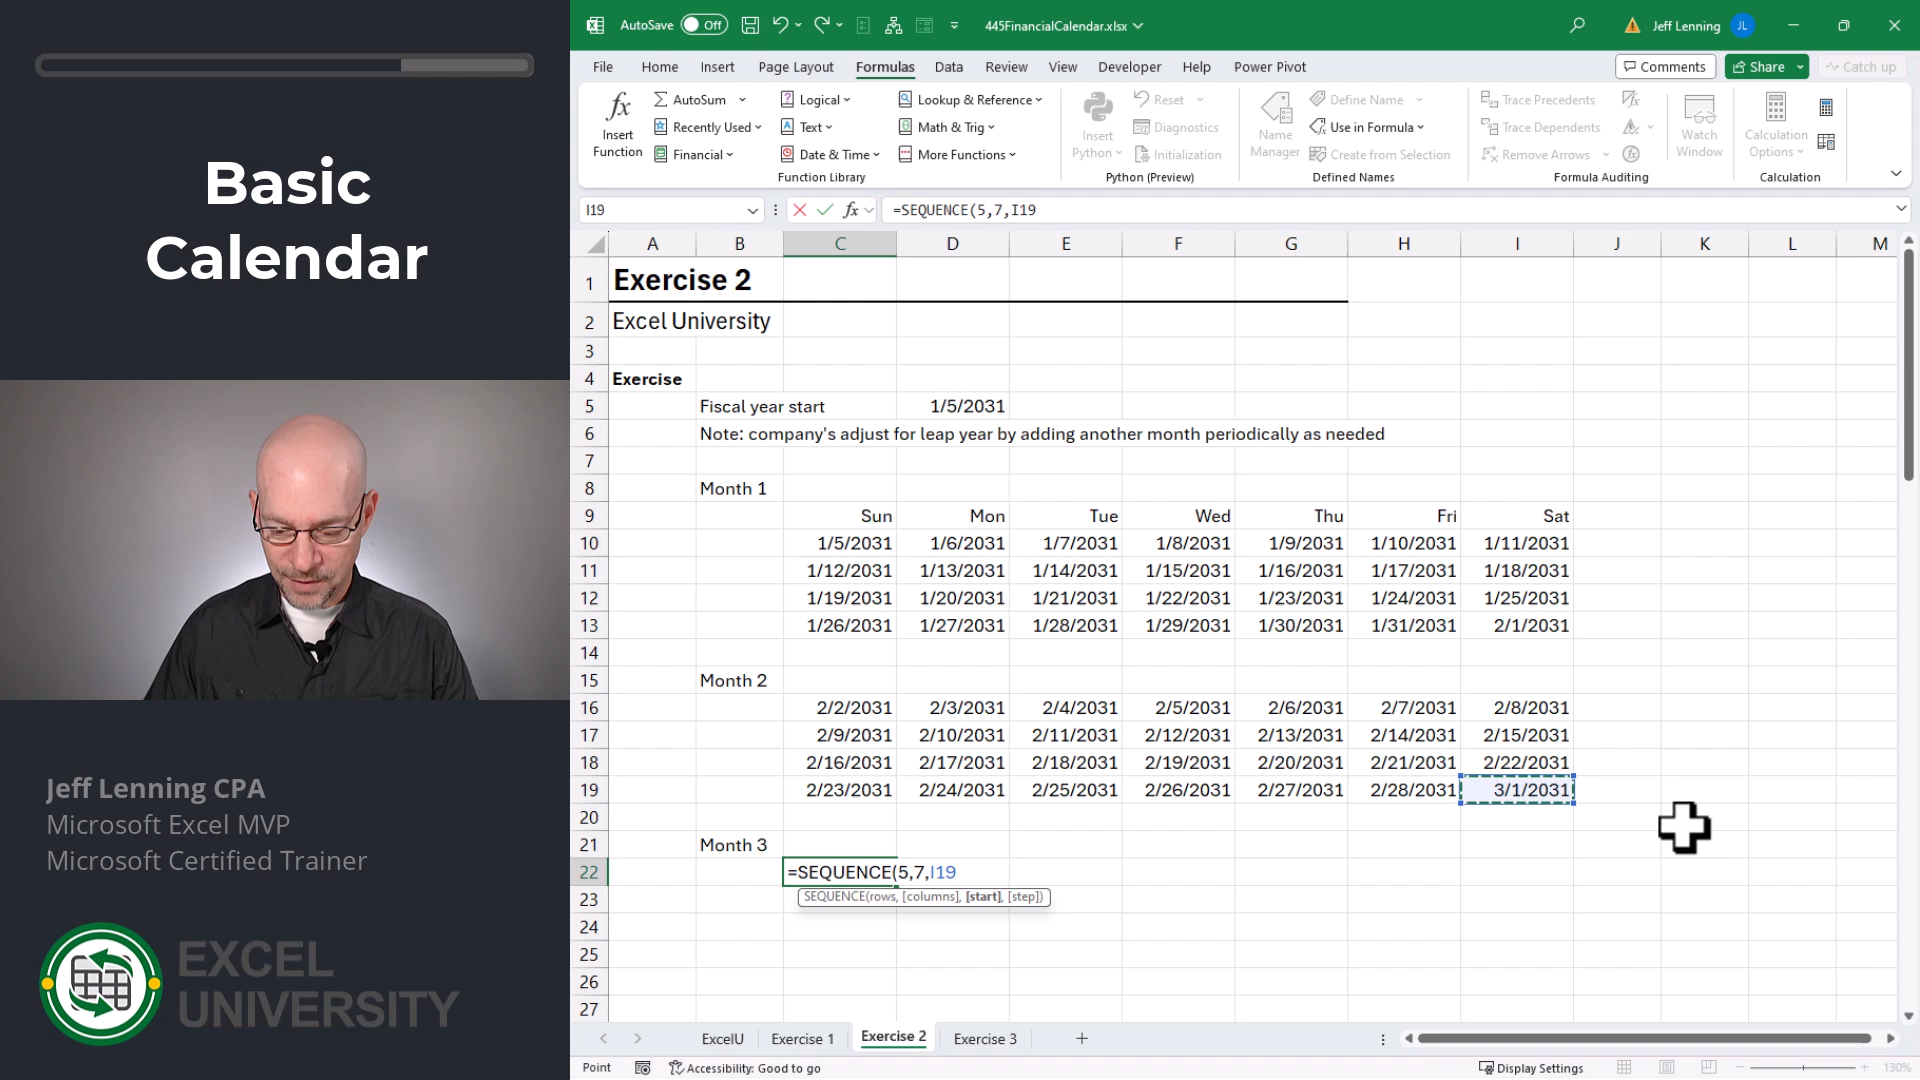 Basic
Calendar
Jeff Lenning CPA
Microsoft Excel MVP
Microsoft Certified Trainer
EXCEL
UNIVERSITY
AutoSave Off 445FinancialCalendar.xlsx Jeff Lenning JL
File Home Insert Page Layout Formulas Data Review View Developer Help Power Pivot Comments Share Catch up
fx Insert Function
AutoSum
Recently Used
Financial
Logical
Text
Date & Time
Lookup & Reference
Math & Trig
More Functions
Function Library
Insert Python
Reset
Diagnostics
Initialization
Python (Preview)
Name Manager
Define Name
Use in Formula
Create from Selection
Defined Names
Trace Precedents
Trace Dependents
Remove Arrows
Formula Auditing
Watch Window
Calculation Options
Calculation
I19 fx =SEQUENCE(5,7,I19
A B C D E F G H I J K L M
1 Exercise 2
2 Excel University
3
4 Exercise
5 Fiscal year start 1/5/2031
6 Note: company's adjust for leap year by adding another month periodically as needed
7
8 Month 1
9 Sun Mon Tue Wed Thu Fri Sat
10 1/5/2031 1/6/2031 1/7/2031 1/8/2031 1/9/2031 1/10/2031 1/11/2031
11 1/12/2031 1/13/2031 1/14/2031 1/15/2031 1/16/2031 1/17/2031 1/18/2031
12 1/19/2031 1/20/2031 1/21/2031 1/22/2031 1/23/2031 1/24/2031 1/25/2031
13 1/26/2031 1/27/2031 1/28/2031 1/29/2031 1/30/2031 1/31/2031 2/1/2031
14
15 Month 2
16 2/2/2031 2/3/2031 2/4/2031 2/5/2031 2/6/2031 2/7/2031 2/8/2031
17 2/9/2031 2/10/2031 2/11/2031 2/12/2031 2/13/2031 2/14/2031 2/15/2031
18 2/16/2031 2/17/2031 2/18/2031 2/19/2031 2/20/2031 2/21/2031 2/22/2031
19 2/23/2031 2/24/2031 2/25/2031 2/26/2031 2/27/2031 2/28/2031 3/1/2031
20
21 Month 3
22 =SEQUENCE(5,7,I19
23 SEQUENCE(rows, [columns], [start], [step])
24
25
26
27
ExcelU Exercise 1 Exercise 2 Exercise 3
Point Accessibility: Good to go Display Settings 130%